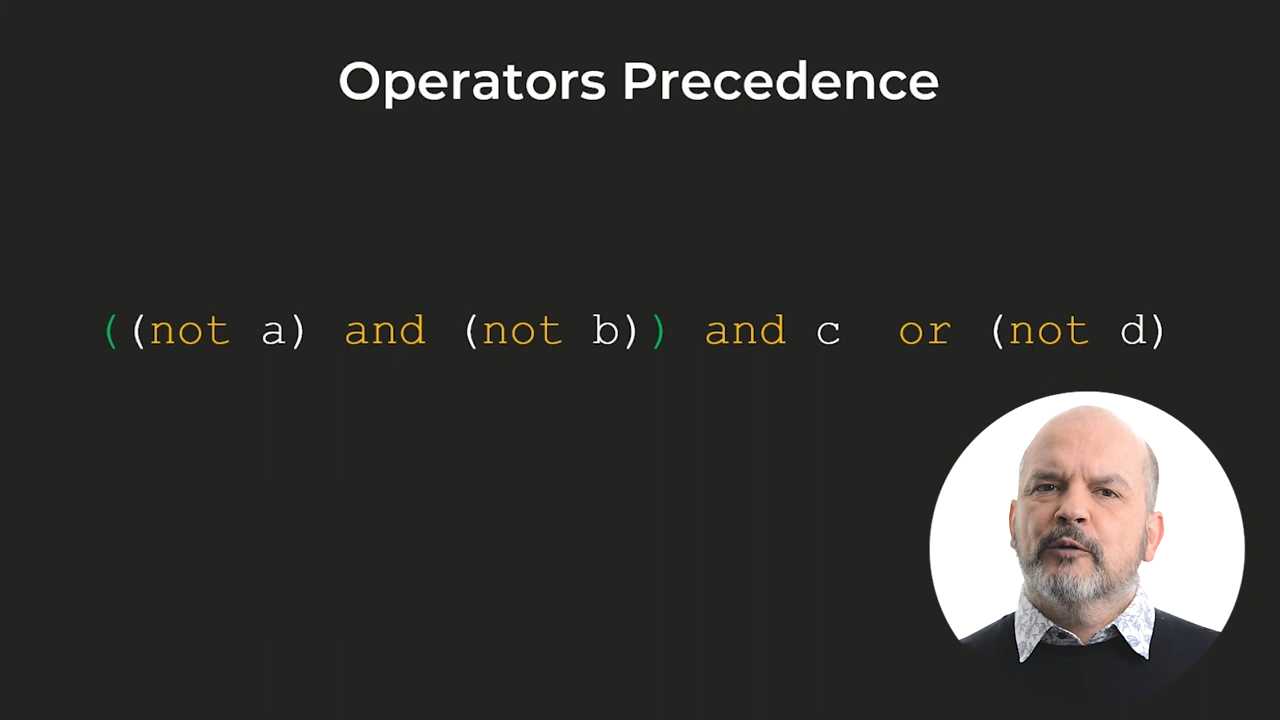 Operators Precedence
((not a) and (not b)) and c or (not d)